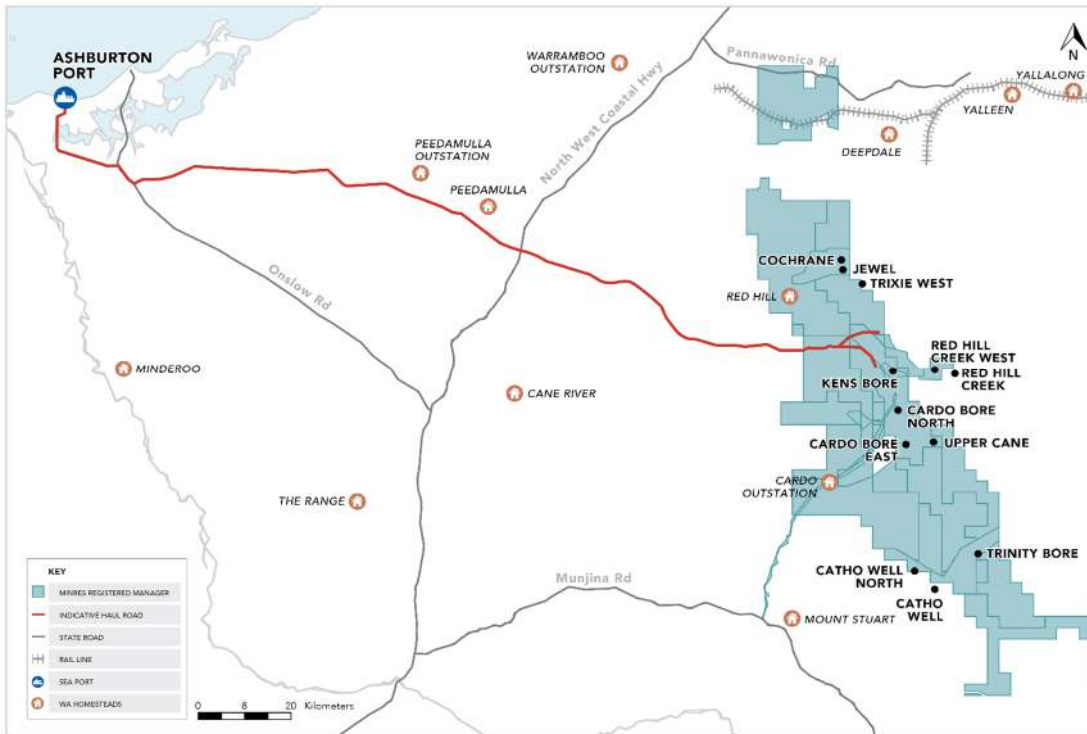 ASHBURTON
PORT
WARRAMBOO
OUTSTATION
Pannawonica Rd
N
YALLALONG
YALLEEN
DEEPDALE
North West Coastal Hwy
PEEDAMULLA
OUTSTATION
PEEDAMULLA
Onslow Rd
COCHRANE
JEWEL
TRIXIE WEST
RED HILL
RED HILL
CREEK WEST
RED HILL
CREEK
KENS BORE
MINDEROO
CANE RIVER
CARDO BORE
NORTH
CARDO BORE
EAST
UPPER CANE
CARDO
OUTSTATION
THE RANGE
TRINITY BORE
CATHO WELL
NORTH
CATHO
WELL
Munjina Rd
MOUNT STUART
KEY
MINRES REGISTERED MANAGER
INDICATIVE HAUL ROAD
STATE ROAD
RAIL LINE
SEA PORT
WA HOMESTEADS
0 8 20 Kilometers